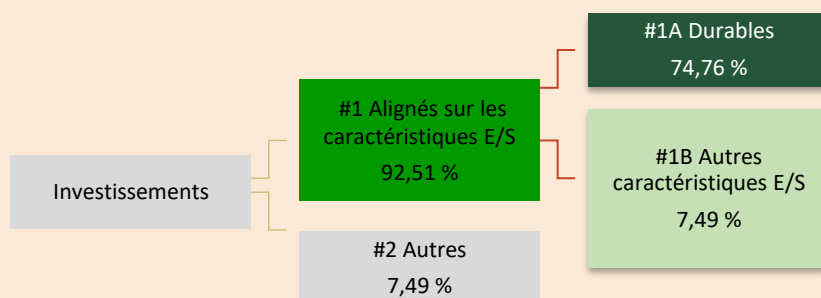 Investissements
#1 Alignés sur les
caractéristiques E/S
92,51 %
#2 Autres
7,49 %
#1A Durables
74,76 %
#1B Autres
caractéristiques E/S
7,49 %